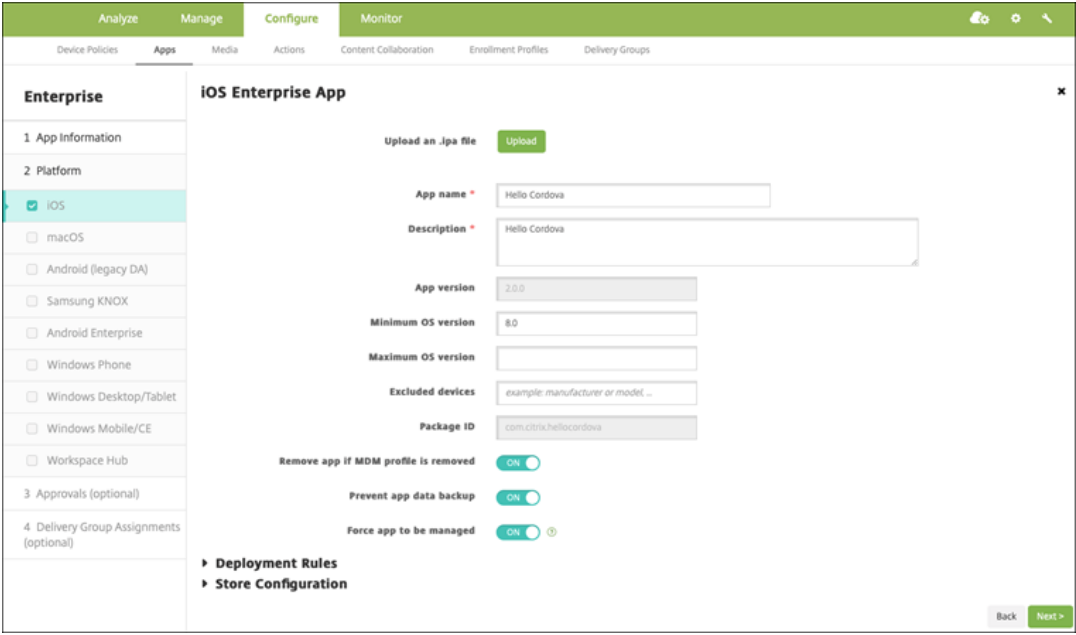 Analyze Manage Configure Monitor
Device Policies Apps Media Actions Content Collaboration Enrollment Profiles Delivery Groups
Enterprise
1 App Information
2 Platform
iOS
macOS
Android (legacy DA)
Samsung KNOX
Android Enterprise
Windows Phone
Windows Desktop/Tablet
Windows Mobile/CE
Workspace Hub
3 Approvals (optional)
4 Delivery Group Assignments
(optional)
iOS Enterprise App
Upload an .ipa file Upload
App name * Hello Cordova
Description * Hello Cordova
App version 2.0.0
Minimum OS version 8.0
Maximum OS version
Excluded devices example: manufacturer or model, ...
Package ID com.citrix.hellocordova
Remove app if MDM profile is removed ON
Prevent app data backup ON
Force app to be managed ON ?
Deployment Rules
Store Configuration
Back Next >